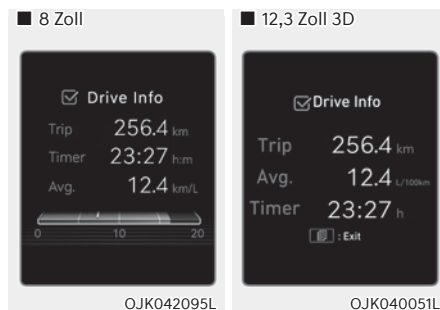 ■ 8 Zoll
Drive Info
Trip 256.4 km
Timer 23:27 h:m
Avg. 12.4 km/L
0 10 20
OJK042095L
■ 12,3 Zoll 3D
Drive Info
Trip 256.4 km
Avg. 12.4 L/100km
Timer 23:27 h
: Exit
OJK040051L